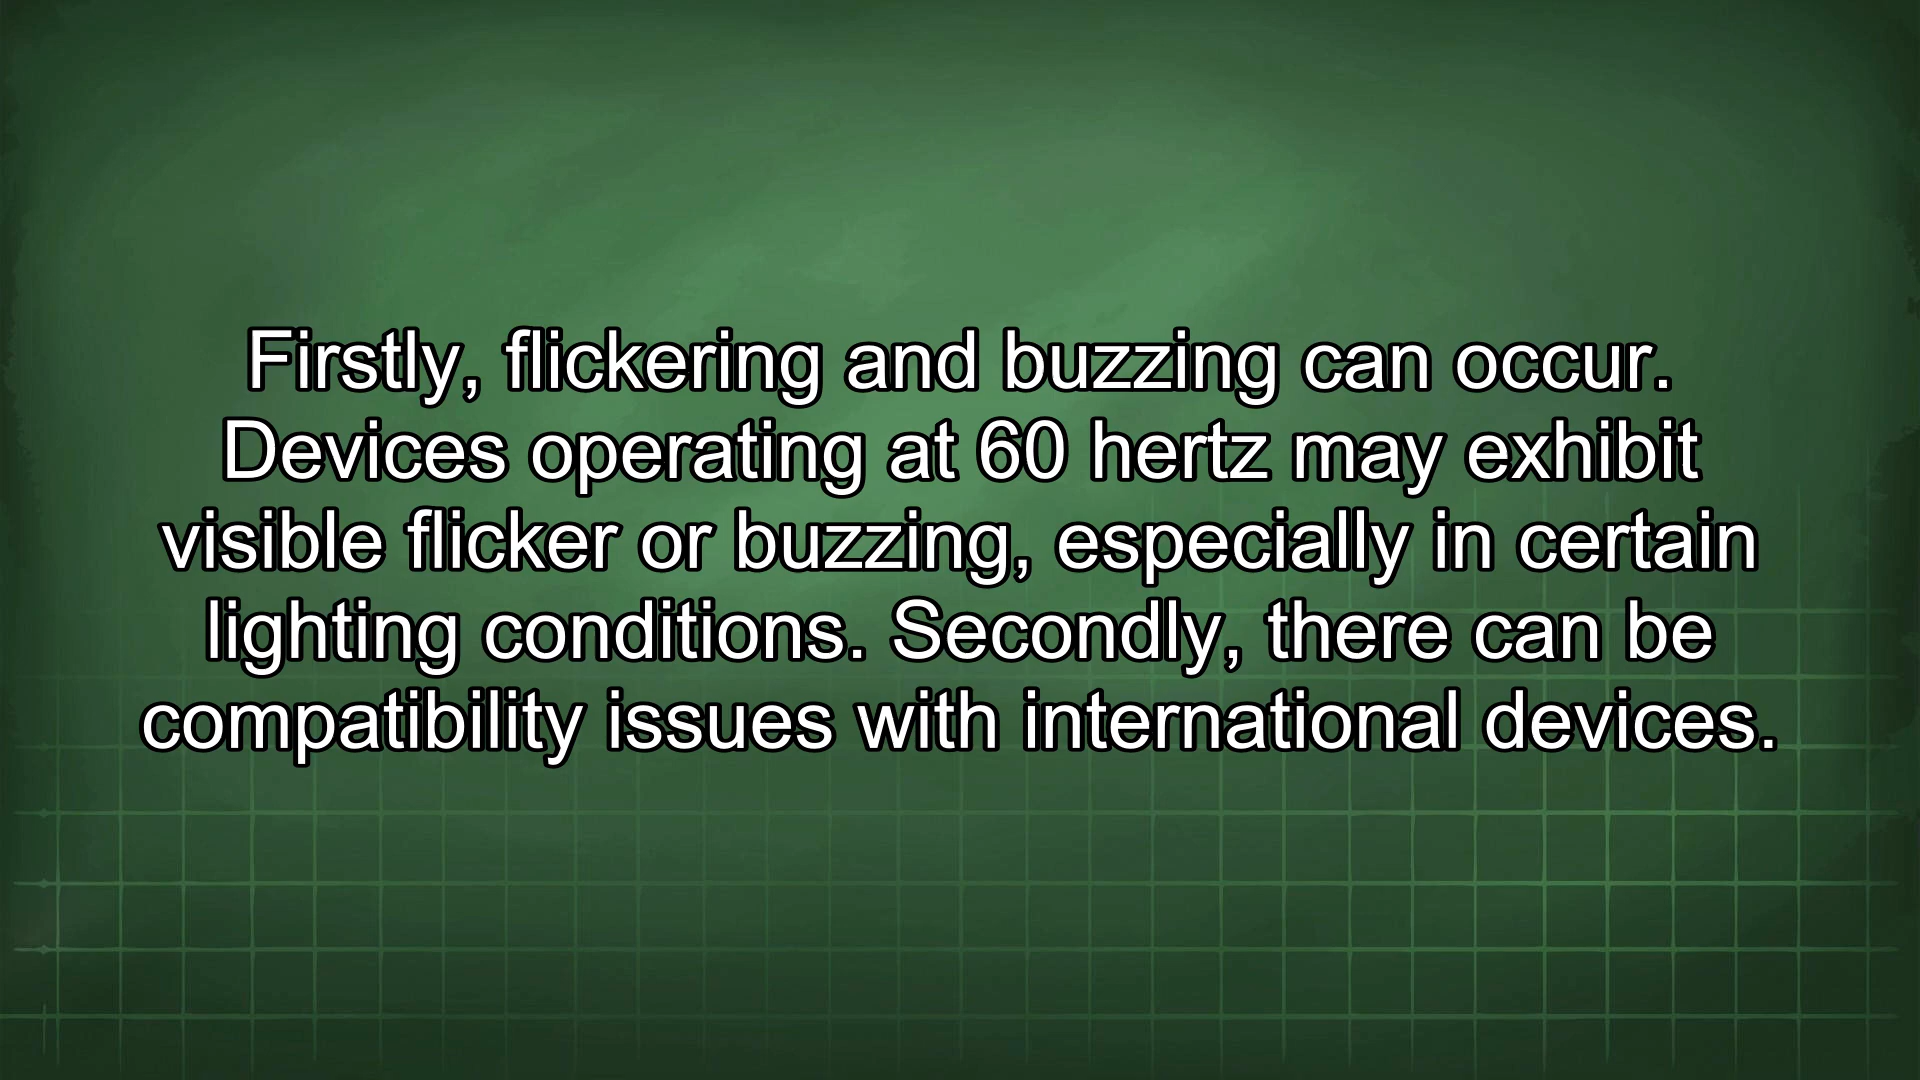 Firstly, flickering and buzzing can occur.
Devices operating at 60 hertz may exhibit
visible flicker or buzzing, especially in certain
lighting conditions. Secondly, there can be
compatibility issues with international devices.